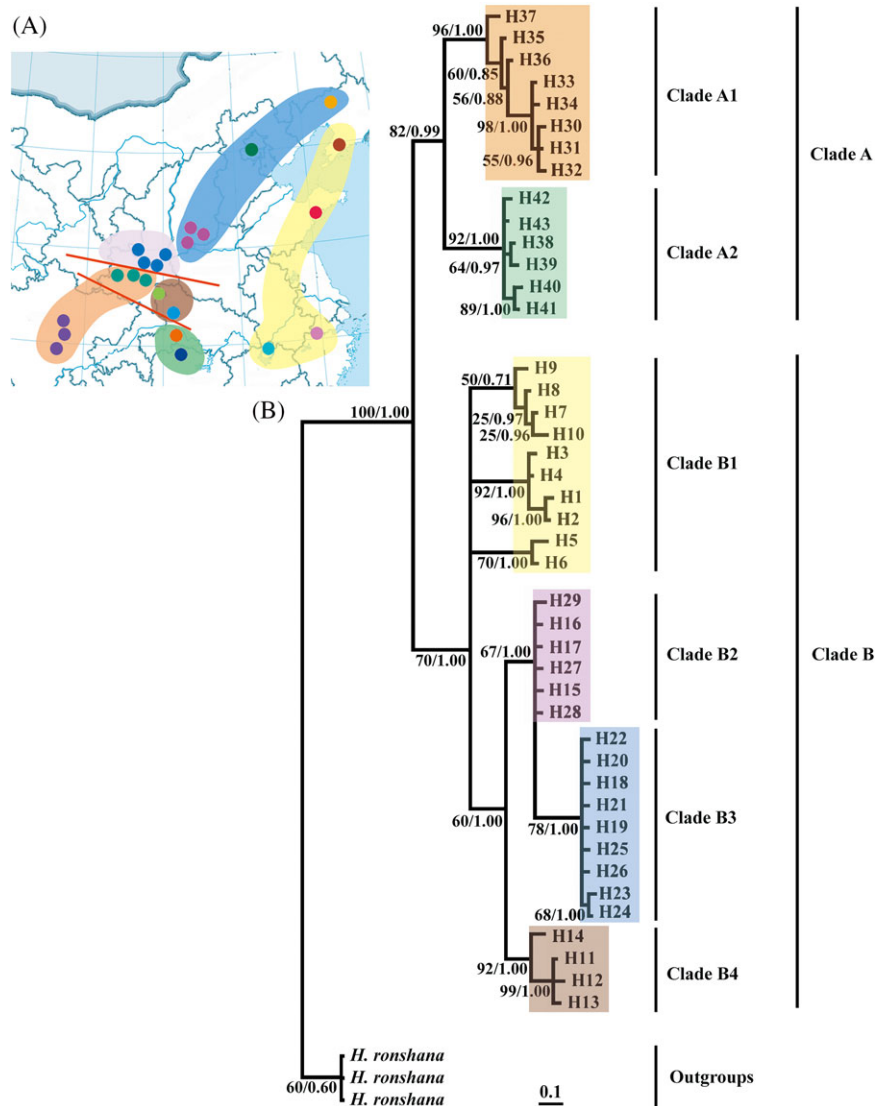 (A)
96/1.00
H37
H35
H36
60/0.85
H33
56/0.88
H34
Clade A1
98/1.00
H30
82/0.99
H31
55/0.96
H32
Clade A
H42
H43
92/1.00
H38
64/0.97
H39
Clade A2
H40
89/1.00
H41
(B)
100/1.00
50/0.71
H9
H8
25/0.97
H7
25/0.96
H10
H3
H4
Clade B1
92/1.00
H1
96/1.00
H2
H5
70/1.00
H6
70/1.00
67/1.00
H29
H16
H17
H27
H15
H28
Clade B2
Clade B
H22
H20
H18
H21
60/1.00
78/1.00
H19
H25
H26
H23
68/1.00
H24
Clade B3
H14
92/1.00
H11
H12
99/1.00
H13
Clade B4
H. ronshana
H. ronshana
60/0.60
H. ronshana
0.1
Outgroups